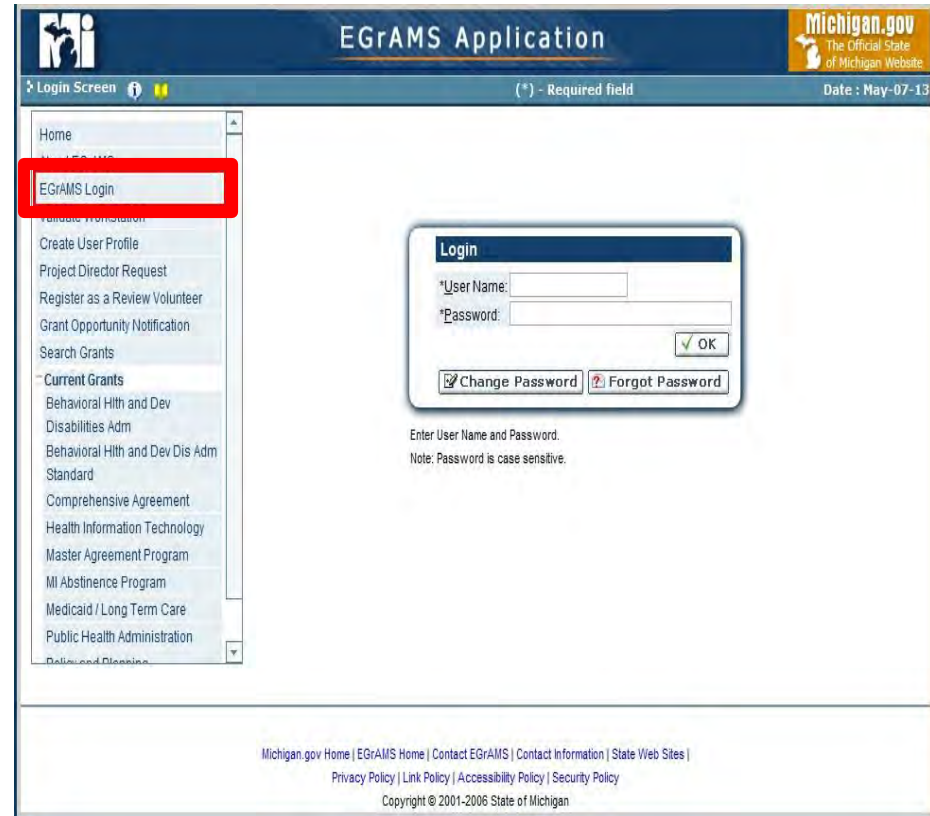 Mi
EGrAMS Application
Michigan.gov
The Official State
of Michigan Website
Login Screen
(*) - Required field
Date : May-07-13
Home
EGrAMS Login
Validate Workstation
Create User Profile
Project Director Request
Register as a Review Volunteer
Grant Opportunity Notification
Search Grants
Current Grants
Behavioral Hlth and Dev
Disabilities Adm
Behavioral Hlth and Dev Dis Adm
Standard
Comprehensive Agreement
Health Information Technology
Master Agreement Program
MI Abstinence Program
Medicaid / Long Term Care
Public Health Administration
Policy and Planning
Login
*User Name:
*Password:
OK
Change Password
Forgot Password
Enter User Name and Password.
Note: Password is case sensitive.
Michigan.gov Home | EGrAMS Home | Contact EGrAMS | Contact Information | State Web Sites |
Privacy Policy | Link Policy | Accessibility Policy | Security Policy
Copyright © 2001-2006 State of Michigan